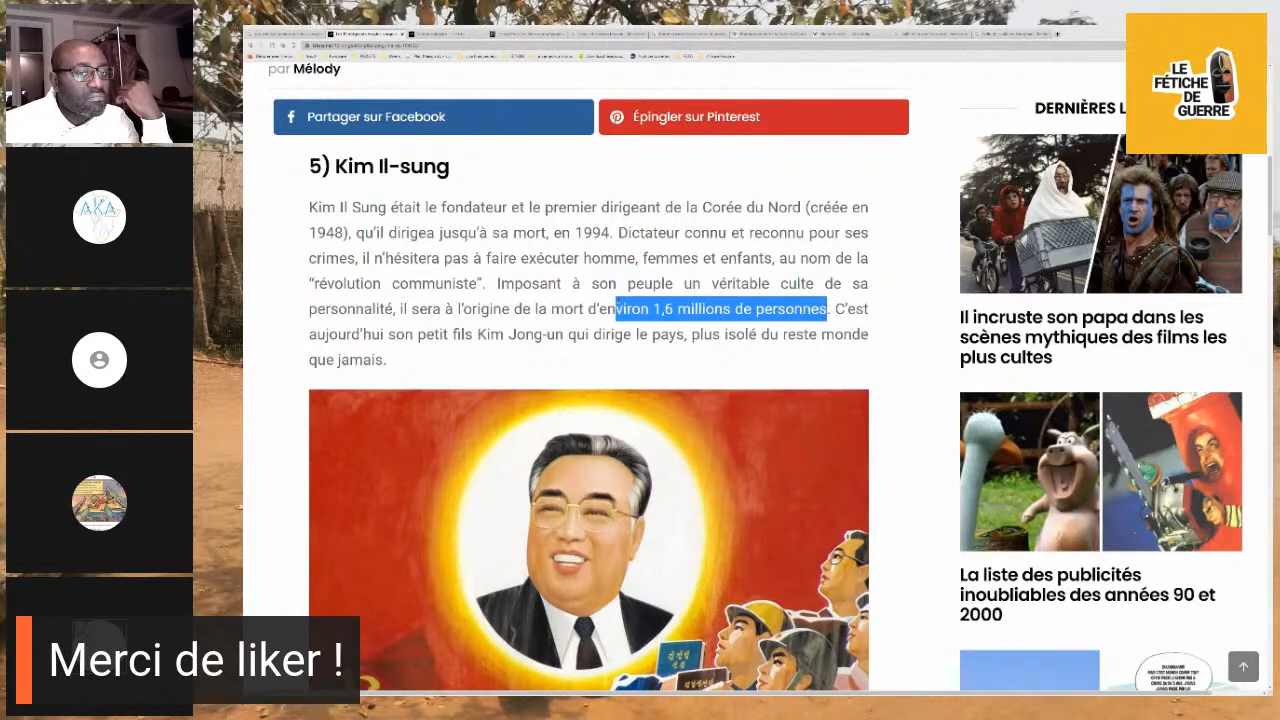 par Mélody
Partager sur Facebook
Épingler sur Pinterest
5) Kim Il-sung
Kim Il Sung était le fondateur et le premier dirigeant de la Corée du Nord (créée en
1948), qu’il dirigea jusqu’à sa mort, en 1994. Dictateur connu et reconnu pour ses
crimes, il n’hésitera pas à faire exécuter homme, femmes et enfants, au nom de la
“révolution communiste”. Imposant à son peuple un véritable culte de sa
personnalité, il sera à l’origine de la mort d’environ 1,6 millions de personnes. C’est
aujourd’hui son petit fils Kim Jong-un qui dirige le pays, plus isolé du reste monde
que jamais.
DERNIÈRES L
LE
FÉTICHE
DE
GUERRE
Il incruste son papa dans les
scènes mythiques des films les
plus cultes
La liste des publicités
inoubliables des années 90 et
2000
AKA
Merci de liker !